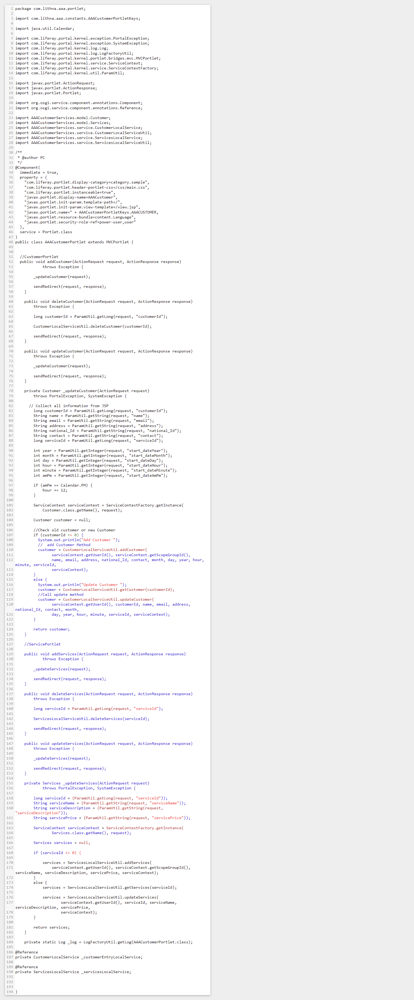 1 package com.lithna.aaa.portlet;
2
3 import com.lithna.aaa.constants.AAACustomerPortletKeys;
4
5 import java.util.Calendar;
6
7 import com.liferay.portal.kernel.exception.PortalException;
8 import com.liferay.portal.kernel.exception.SystemException;
9 import com.liferay.portal.kernel.log.Log;
10 import com.liferay.portal.kernel.log.LogFactoryUtil;
11 import com.liferay.portal.kernel.portlet.bridges.mvc.MVCPortlet;
12 import com.liferay.portal.kernel.service.ServiceContext;
13 import com.liferay.portal.kernel.service.ServiceContextFactory;
14 import com.liferay.portal.kernel.util.ParamUtil;
15
16 import javax.portlet.ActionRequest;
17 import javax.portlet.ActionResponse;
18 import javax.portlet.Portlet;
19
20 import org.osgi.service.component.annotations.Component;
21 import org.osgi.service.component.annotations.Reference;
22
23 import AAACustomerServices.model.Customer;
24 import AAACustomerServices.model.Services;
25 import AAACustomerServices.service.CustomerLocalService;
26 import AAACustomerServices.service.CustomerLocalServiceUtil;
27 import AAACustomerServices.service.ServicesLocalService;
28 import AAACustomerServices.service.ServicesLocalServiceUtil;
29
30 /**
31  * @author PC
32  */
33 @Component(
34   immediate = true,
35   property = {
36     "com.liferay.portlet.display-category=category.sample",
37     "com.liferay.portlet.header-portlet-css=/css/main.css",
38     "com.liferay.portlet.instanceable=true",
39     "javax.portlet.display-name=AAACustomer",
40     "javax.portlet.init-param.template-path=/",
41     "javax.portlet.init-param.view-template=/view.jsp",
42     "javax.portlet.name=" + AAACustomerPortletKeys.AAACUSTOMER,
43     "javax.portlet.resource-bundle=content.Language",
44     "javax.portlet.security-role-ref=power-user,user"
45   },
46   service = Portlet.class
47 )
48 public class AAACustomerPortlet extends MVCPortlet {
49
50
51   //CustomerPortlet
52   public void addCustomer(ActionRequest request, ActionResponse response)
53             throws Exception {
54
55         _updateCustomer(request);
56
57         sendRedirect(request, response);
58     }
59
60     public void deleteCustomer(ActionRequest request, ActionResponse response)
61         throws Exception {
62
63         long customerId = ParamUtil.getLong(request, "customerId");
64
65         CustomerLocalServiceUtil.deleteCustomer(customerId);
66
67         sendRedirect(request, response);
68     }
69
70     public void updateCustomer(ActionRequest request, ActionResponse response)
71         throws Exception {
72
73         _updateCustomer(request);
74
75         sendRedirect(request, response);
76     }
77
78     private Customer _updateCustomer(ActionRequest request)
79         throws PortalException, SystemException {
80
81       // Collect all information from JSP
82         long customerId = ParamUtil.getLong(request, "customerId");
83         String name = ParamUtil.getString(request, "name");
84         String email = ParamUtil.getString(request, "email");
85         String address = ParamUtil.getString(request, "address");
86         String national_Id = ParamUtil.getString(request, "national_Id");
87         String contact = ParamUtil.getString(request, "contact");
88         long serviceId = ParamUtil.getLong(request, "serviceId");
89
90         int year = ParamUtil.getInteger(request, "start_dateYear");
91         int month = ParamUtil.getInteger(request, "start_dateMonth");
92         int day = ParamUtil.getInteger(request, "start_dateDay");
93         int hour = ParamUtil.getInteger(request, "start_dateHour");
94         int minute = ParamUtil.getInteger(request, "start_dateMinute");
95         int amPm = ParamUtil.getInteger(request, "start_dateAmPm");
96
97         if (amPm == Calendar.PM) {
98             hour += 12;
99         }
100
101         ServiceContext serviceContext = ServiceContextFactory.getInstance(
102             Customer.class.getName(), request);
103
104         Customer customer = null;
105
106         //Check old customer or new Customer
107         if (customerId <= 0) {
108           System.out.println("Add Customer ");
109           //  add Customer Method
110           customer = CustomerLocalServiceUtil.addCustomer(
111                 serviceContext.getUserId(), serviceContext.getScopeGroupId(),
112                 name, email, address, national_Id, contact, month, day, year, hour,
minute, serviceId,
113                 serviceContext);
114         }
115         else {
116           System.out.println("Update Customer ");
117           customer = CustomerLocalServiceUtil.getCustomer(customerId);
118           //Call update method
119           customer = CustomerLocalServiceUtil.updateCustomer(
120                 serviceContext.getUserId(), customerId, name, email, address,
national_Id, contact, month,
121                 day, year, hour, minute, serviceId, serviceContext);
122         }
123
124         return customer;
125     }
126
127     //ServicePortlet
128
129     public void addServices(ActionRequest request, ActionResponse response)
130             throws Exception {
131
132         _updateServices(request);
133
134         sendRedirect(request, response);
135     }
136
137     public void deleteServices(ActionRequest request, ActionResponse response)
138         throws Exception {
139
140         long serviceId = ParamUtil.getLong(request, "serviceId");
141
142         ServicesLocalServiceUtil.deleteServices(serviceId);
143
144         sendRedirect(request, response);
145     }
146
147     public void updateServices(ActionRequest request, ActionResponse response)
148         throws Exception {
149
150         _updateServices(request);
151
152         sendRedirect(request, response);
153     }
154
155     private Services _updateServices(ActionRequest request)
156             throws PortalException, SystemException {
157
158         long serviceId = (ParamUtil.getLong(request, "serviceId"));
159         String serviceName = (ParamUtil.getString(request, "serviceName"));
160         String serviceDescription = (ParamUtil.getString(request,
"serviceDescription"));
161         String servicePrice = (ParamUtil.getString(request, "servicePrice"));
162
163         ServiceContext serviceContext = ServiceContextFactory.getInstance(
164                 Services.class.getName(), request);
165
166         Services services = null;
167
168         if (serviceId <= 0) {
169
170             services = ServicesLocalServiceUtil.addServices(
171                 serviceContext.getUserId(), serviceContext.getScopeGroupId(),
serviceName, serviceDescription, servicePrice, serviceContext);
172         }
173         else {
174             services = ServicesLocalServiceUtil.getServices(serviceId);
175
176             services = ServicesLocalServiceUtil.updateServices(
177                     serviceContext.getUserId(), serviceId, serviceName,
serviceDescription, servicePrice,
178                     serviceContext);
179         }
180
181         return services;
182     }
183
184     private static Log _log = LogFactoryUtil.getLog(AAACustomerPortlet.class);
185
186 @Reference
187 private CustomerLocalService _customerEntryLocalService;
188
189 @Reference
190 private ServicesLocalService _servicesLocalService;
191
192
193
194 }